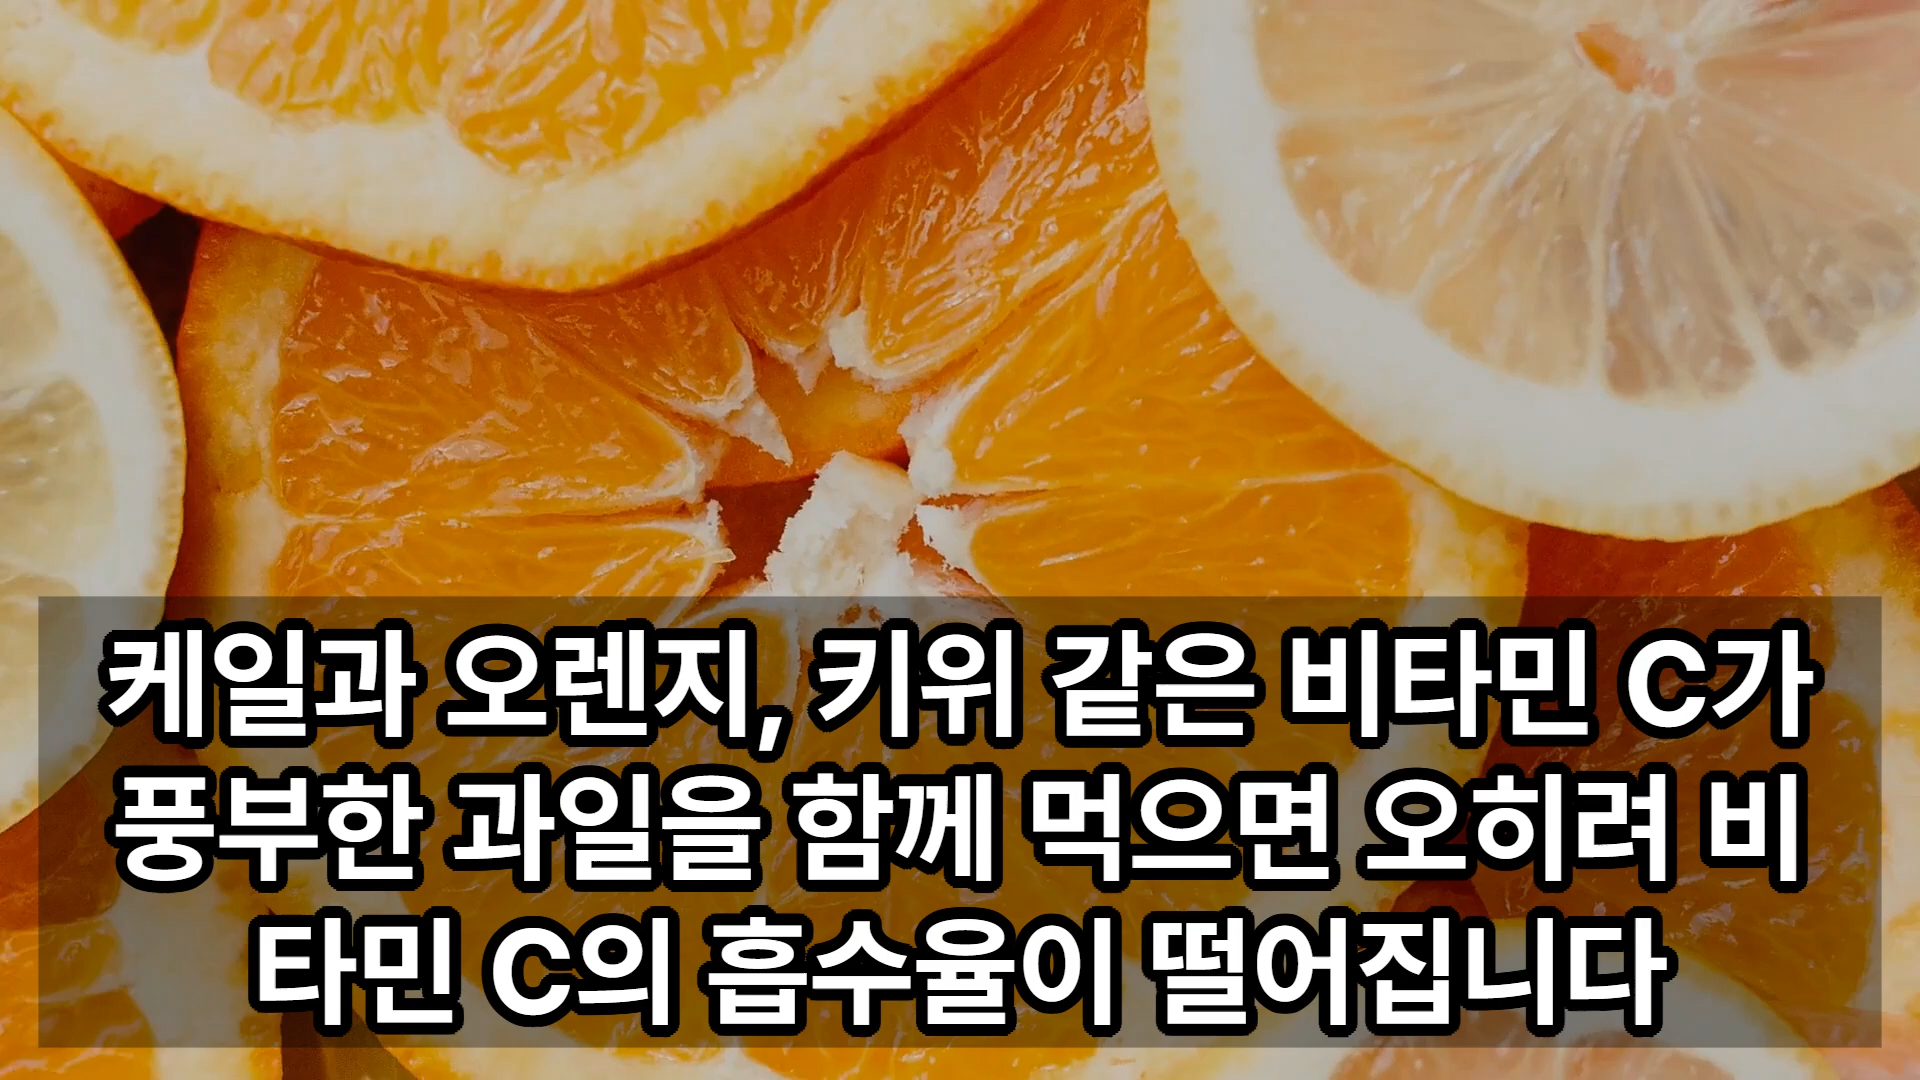 케일과 오렌지, 키위 같은 비타민 C가
풍부한 과일을 함께 먹으면 오히려 비
타민 C의 흡수율이 떨어집니다